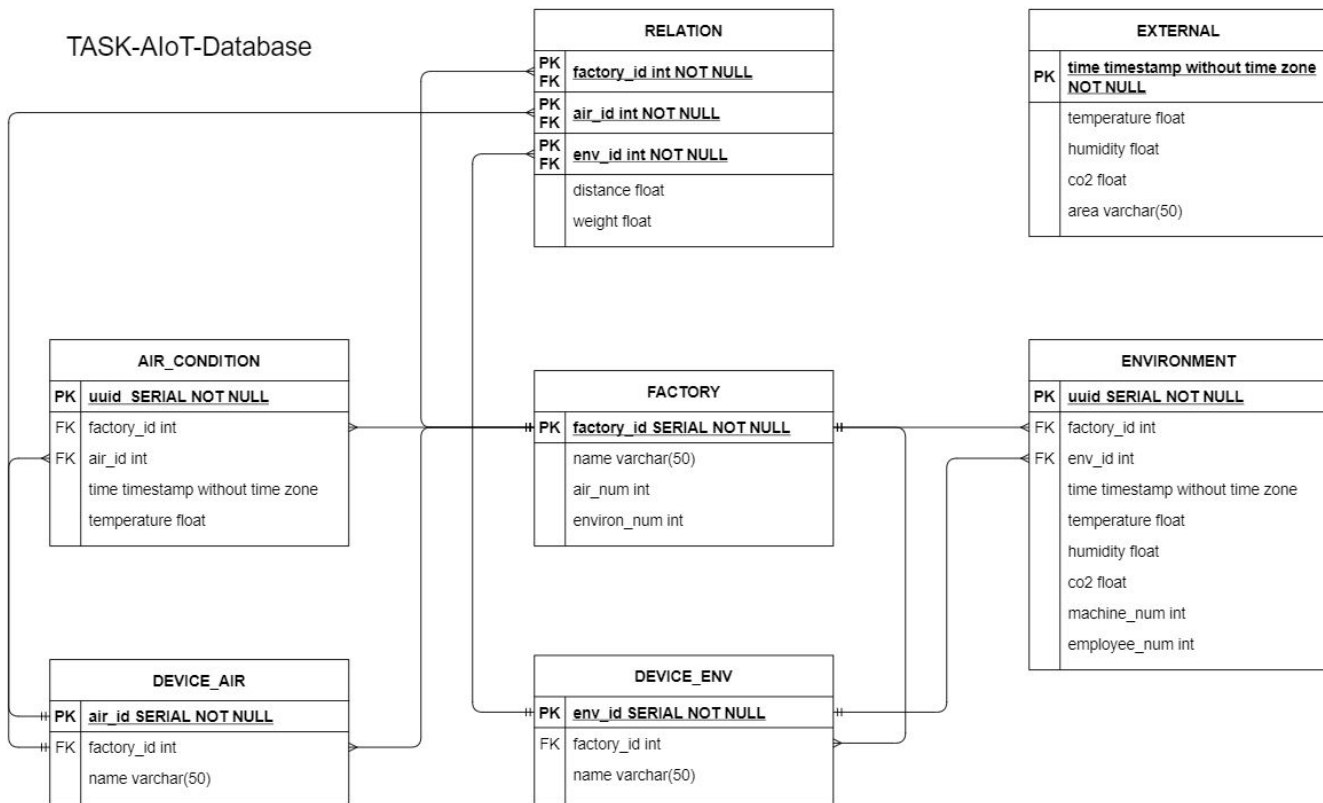 TASK-AIoT-Database
RELATION
PK
FK
factory_id int NOT NULL
PK
FK
air_id int NOT NULL
PK
FK
env_id int NOT NULL
distance float
weight float
EXTERNAL
PK
time timestamp without time zone
NOT NULL
temperature float
humidity float
co2 float
area varchar(50)
AIR_CONDITION
PK uuid SERIAL NOT NULL
FK factory_id int
FK air_id int
time timestamp without time zone
temperature float
FACTORY
PK factory_id SERIAL NOT NULL
name varchar(50)
air_num int
environ_num int
ENVIRONMENT
PK uuid SERIAL NOT NULL
FK factory_id int
FK env_id int
time timestamp without time zone
temperature float
humidity float
co2 float
machine_num int
employee_num int
DEVICE_AIR
PK air_id SERIAL NOT NULL
FK factory_id int
name varchar(50)
DEVICE_ENV
PK env_id SERIAL NOT NULL
FK factory_id int
name varchar(50)